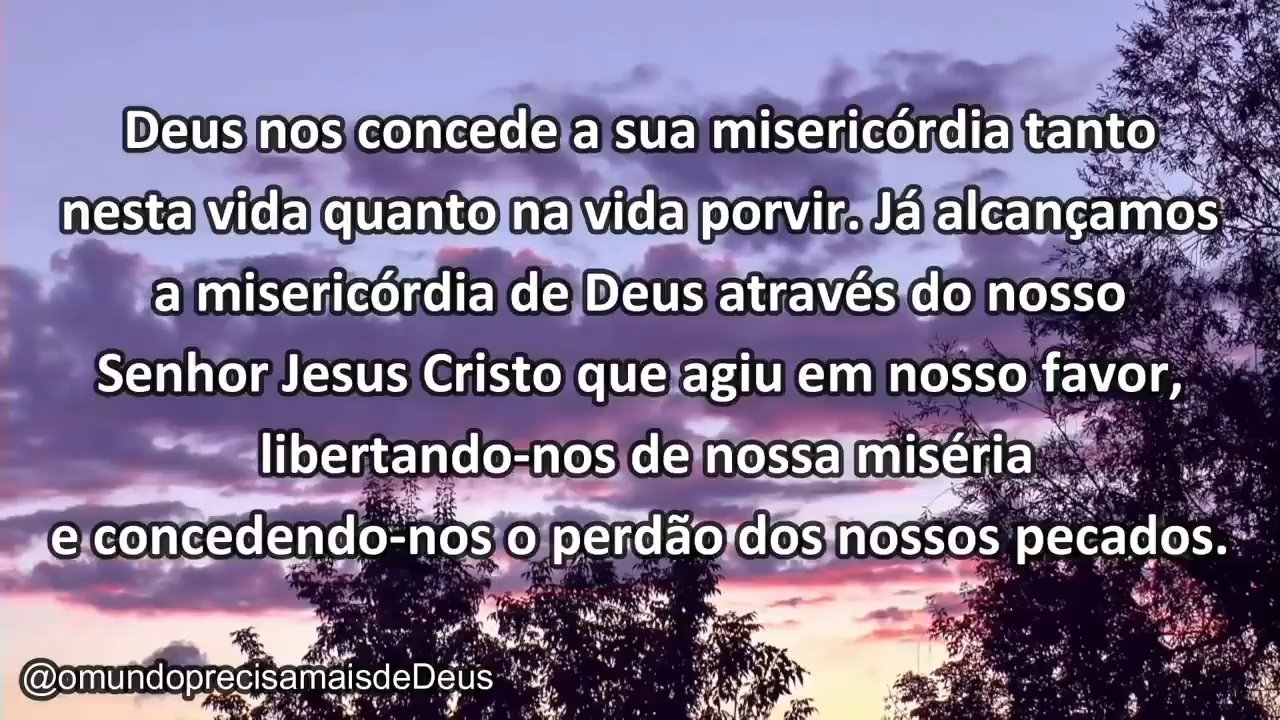 Deus nos concede a sua misericórdia tanto
nesta vida quanto na vida porvir. Já alcançamos
a misericórdia de Deus através do nosso
Senhor Jesus Cristo que agiu em nosso favor,
libertando-nos de nossa miséria
e concedendo-nos o perdão dos nossos pecados.
@omundoprecisamaisdeDeus